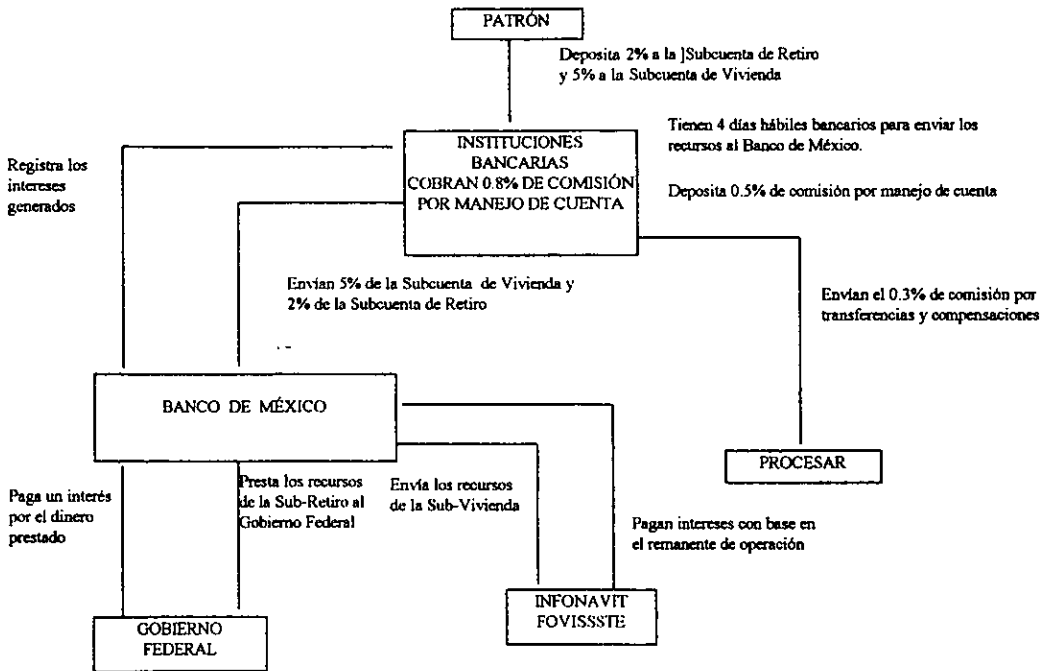 PATRÓN
Deposita 2% a la ]Subcuenta de Retiro
y 5% a la Subcuenta de Vivienda
INSTITUCIONES
BANCARIAS
COBRAN 0.8% DE COMISIÓN
POR MANEJO DE CUENTA
Tienen 4 días hábiles bancarios para enviar los
recursos al Banco de México.
Deposita 0.5% de comisión por manejo de cuenta
Registra los
intereses
generados
Envían 5% de la Subcuenta de Vivienda y
2% de la Subcuenta de Retiro
Envían el 0.3% de comisión por
transferencias y compensaciones
BANCO DE MÉXICO
PROCESAR
Paga un interés
por el dinero
prestado
Presta los recursos
de la Sub-Retiro al
Gobierno Federal
Envía los recursos
de la Sub-Vivienda
Pagan intereses con base en
el remanente de operación
GOBIERNO
FEDERAL
INFONAVIT
FOVISSSTE